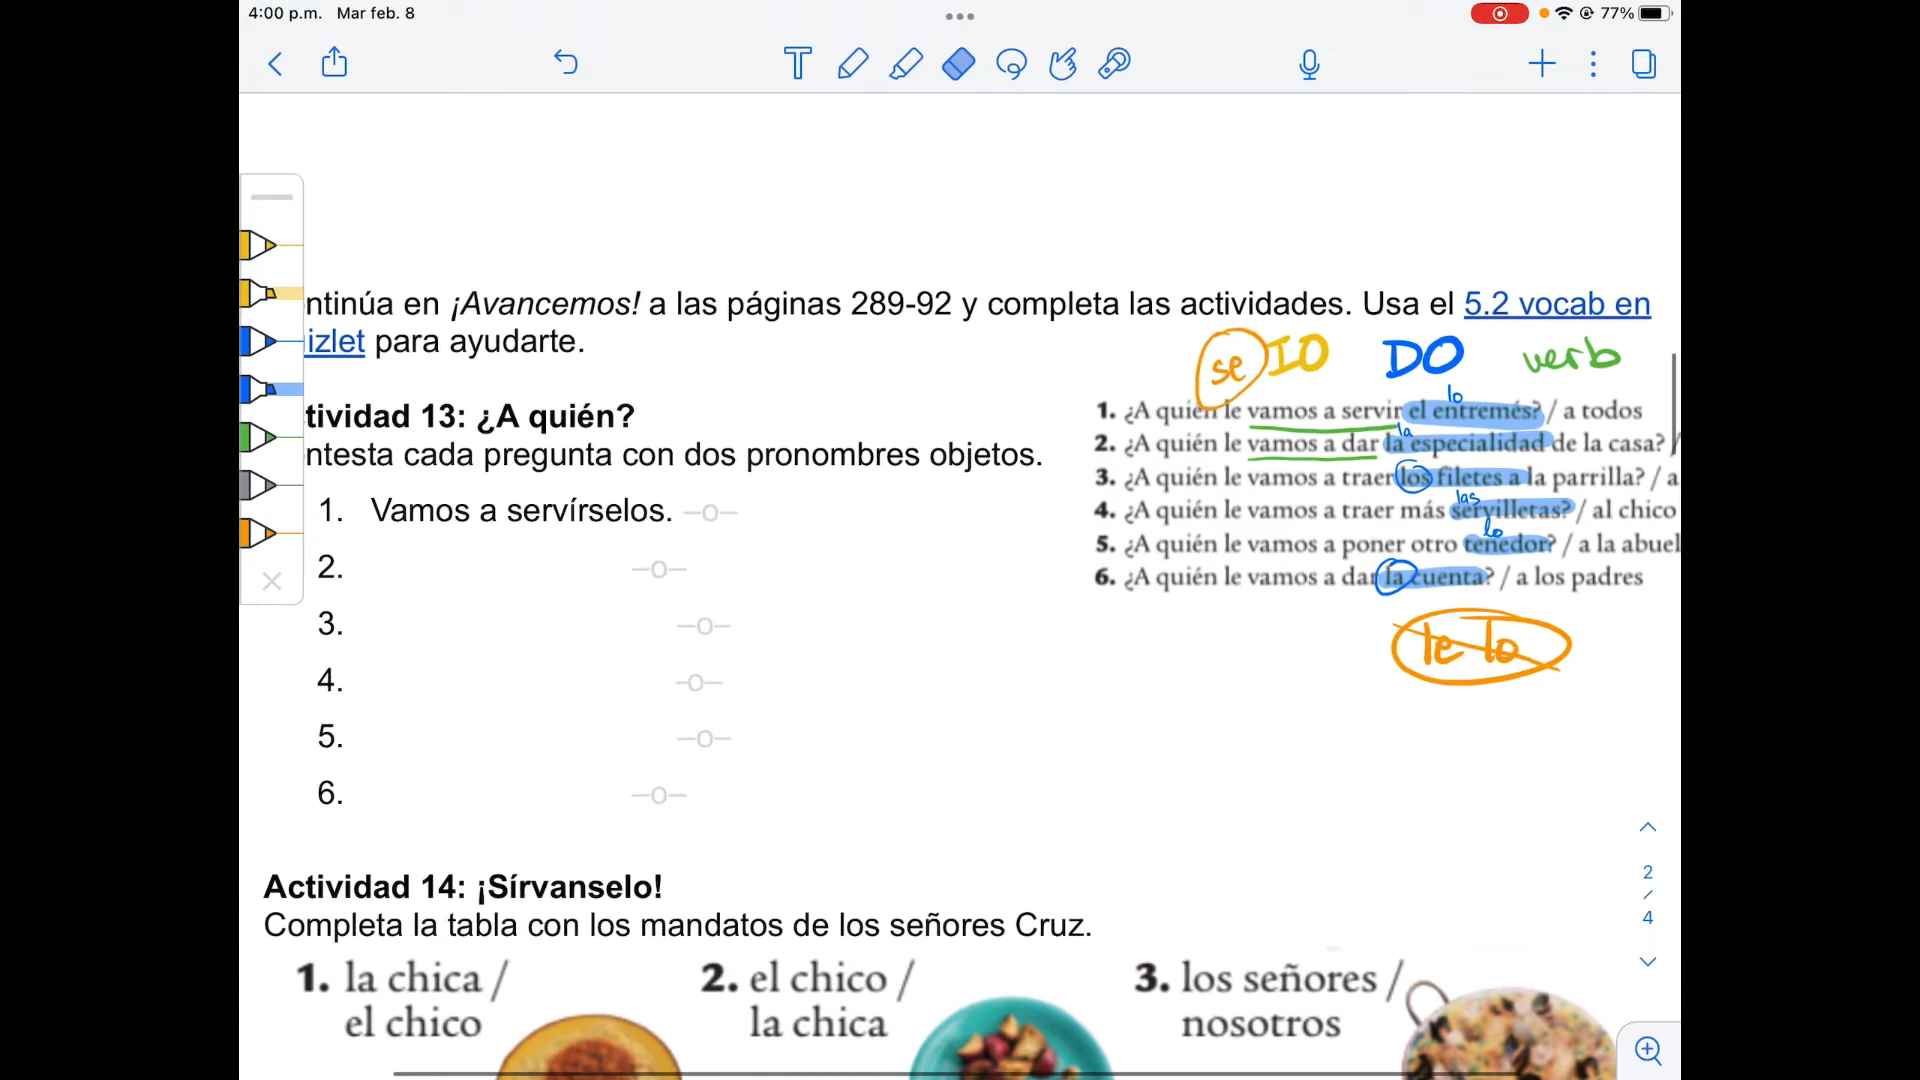 4:00 p.m. Mar feb. 8
77%
ntinúa en ¡Avancemos! a las páginas 289-92 y completa las actividades. Usa el 5.2 vocab en
izlet para ayudarte.
se IO DO verb
tividad 13: ¿A quién?
ntesta cada pregunta con dos pronombres objetos.
1. Vamos a servírselos.
2.
3.
4.
5.
6.
lo
1. ¿A quién le vamos a servir el entremés? / a todos
la
2. ¿A quién le vamos a dar la especialidad de la casa? /
3. ¿A quién le vamos a traer los filetes a la parrilla? / a
las
4. ¿A quién le vamos a traer más servilletas? / al chico
lo
5. ¿A quién le vamos a poner otro tenedor? / a la abuel
6. ¿A quién le vamos a dar la cuenta? / a los padres
le lo
Actividad 14: ¡Sírvanselo!
Completa la tabla con los mandatos de los señores Cruz.
1. la chica /
el chico
2. el chico /
la chica
3. los señores /
nosotros
2
/
4